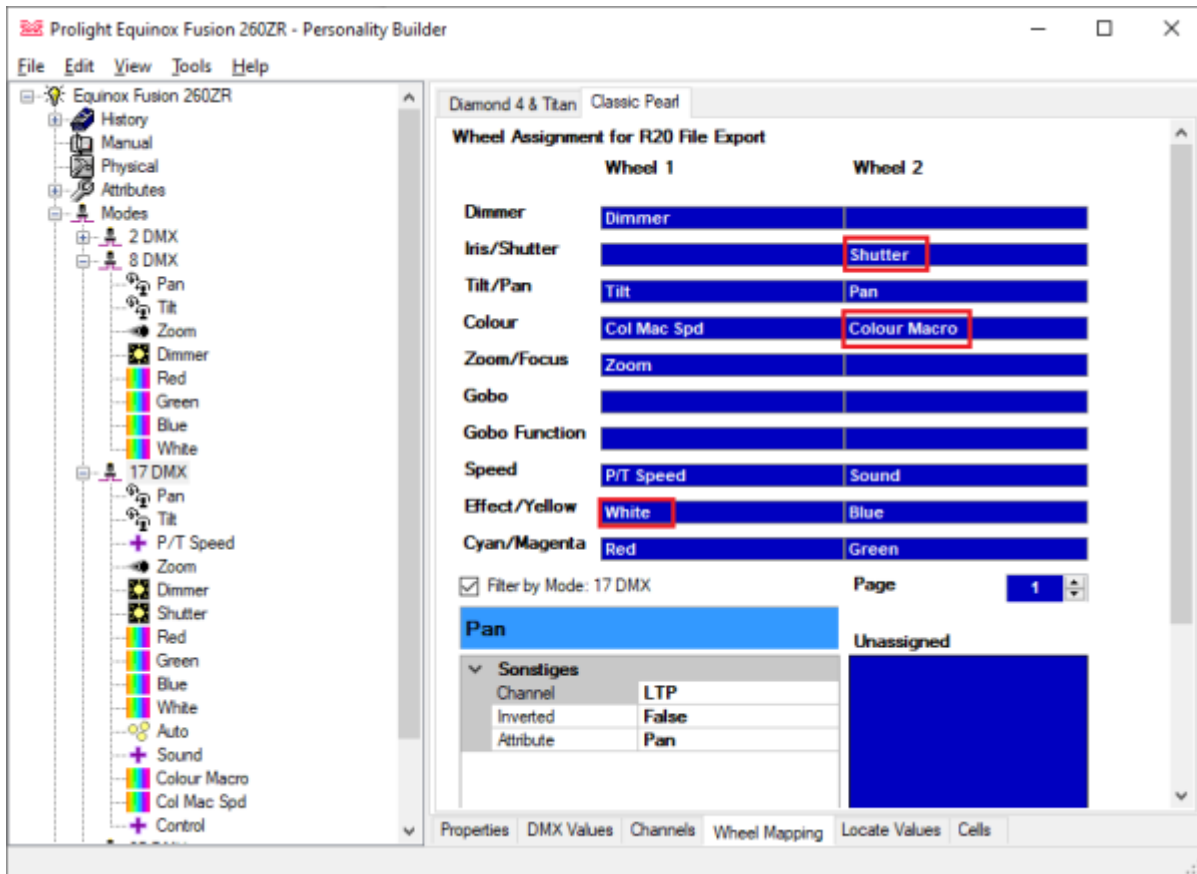 Prolight Equinox Fusion 260ZR - Personality Builder
File Edit View Tools Help
Equinox Fusion 260ZR
History
Manual
Physical
Attributes
Modes
2 DMX
8 DMX
Pan
Tilt
Zoom
Dimmer
Red
Green
Blue
White
17 DMX
Pan
Tilt
P/T Speed
Zoom
Dimmer
Shutter
Red
Green
Blue
White
Auto
Sound
Colour Macro
Col Mac Spd
Control
Diamond 4 & Titan Classic Pearl
Wheel Assignment for R20 File Export
Wheel 1 Wheel 2
Dimmer Dimmer
Iris/Shutter Shutter
Tilt/Pan Tilt Pan
Colour Col Mac Spd Colour Macro
Zoom/Focus Zoom
Gobo
Gobo Function
Speed P/T Speed Sound
Effect/Yellow White Blue
Cyan/Magenta Red Green
Filter by Mode: 17 DMX Page 1
Pan
Unassigned
Sonstiges
Channel LTP
Inverted False
Attribute Pan
Properties DMX Values Channels Wheel Mapping Locate Values Cells